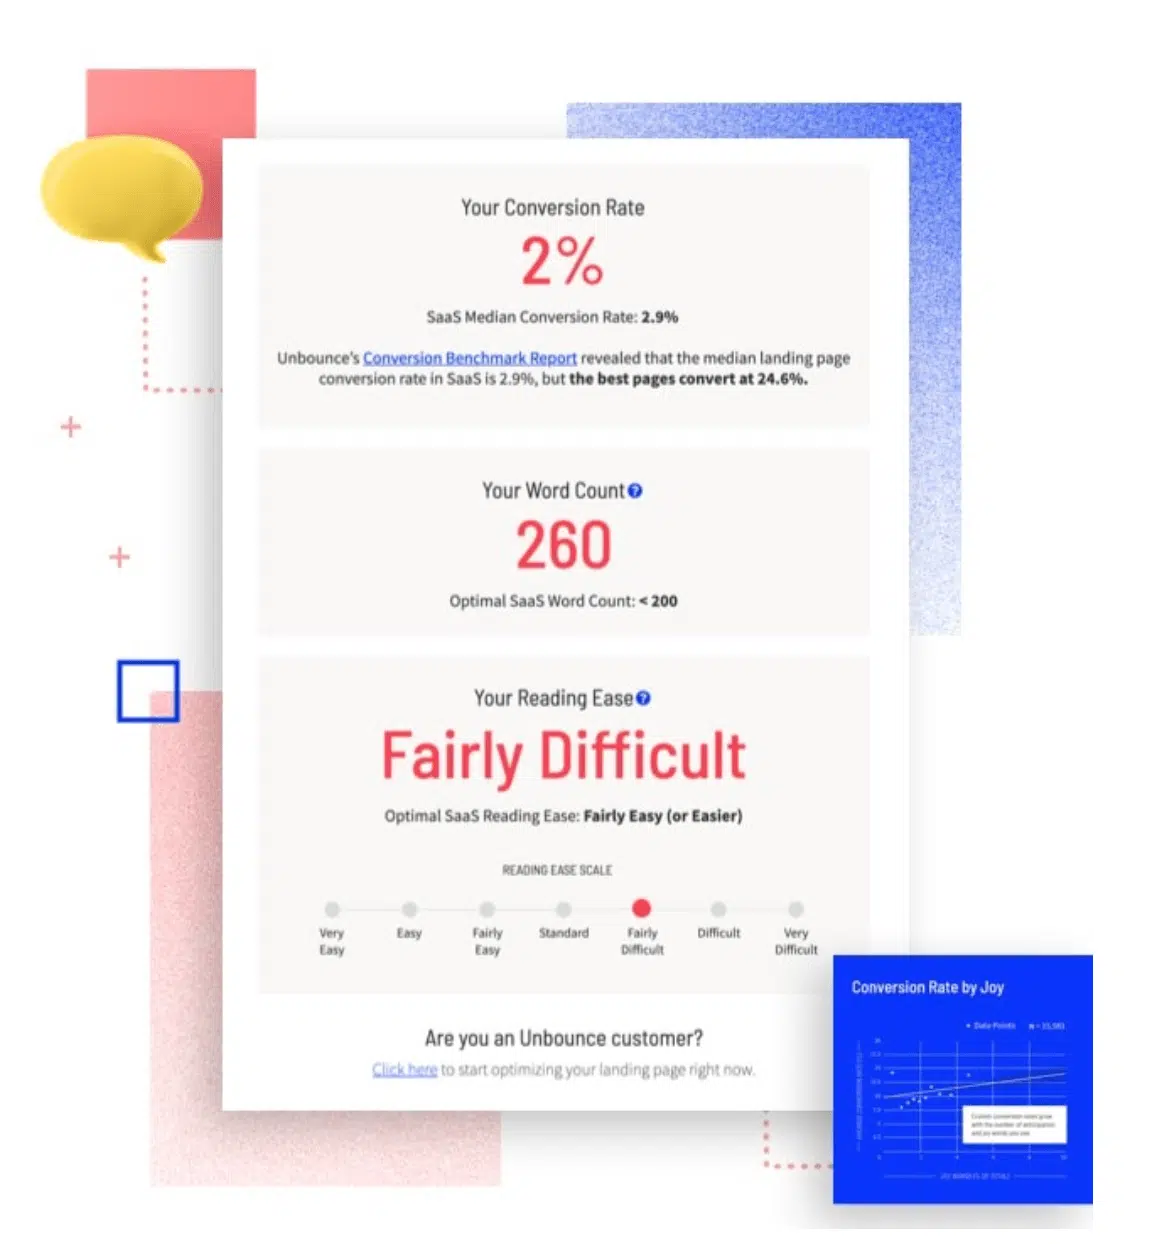 Your Conversion Rate
2%
SaaS Median Conversion Rate: 2.9%
Unbounce's Conversion Benchmark Report revealed that the median landing page
conversion rate in SaaS is 2.9%, but the best pages convert at 24.6%.
Your Word Count?
260
Optimal SaaS Word Count: < 200
Your Reading Ease?
Fairly Difficult
Optimal SaaS Reading Ease: Fairly Easy (or Easier)
READING EASE SCALE
Very Easy
Easy
Fairly Easy
Standard
Fairly Difficult
Difficult
Very Difficult
Are you an Unbounce customer?
Click here to start optimizing your landing page right now.
Conversion Rate by Joy
Data Points